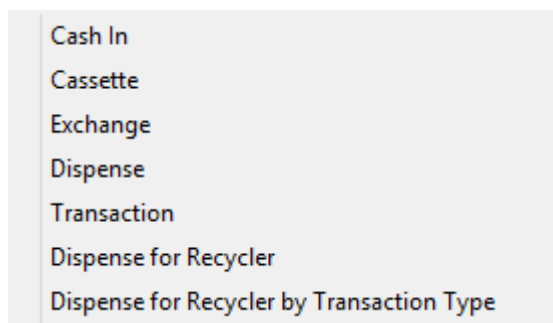 Cash In
Cassette
Exchange
Dispense
Transaction
Dispense for Recycler
Dispense for Recycler by Transaction Type